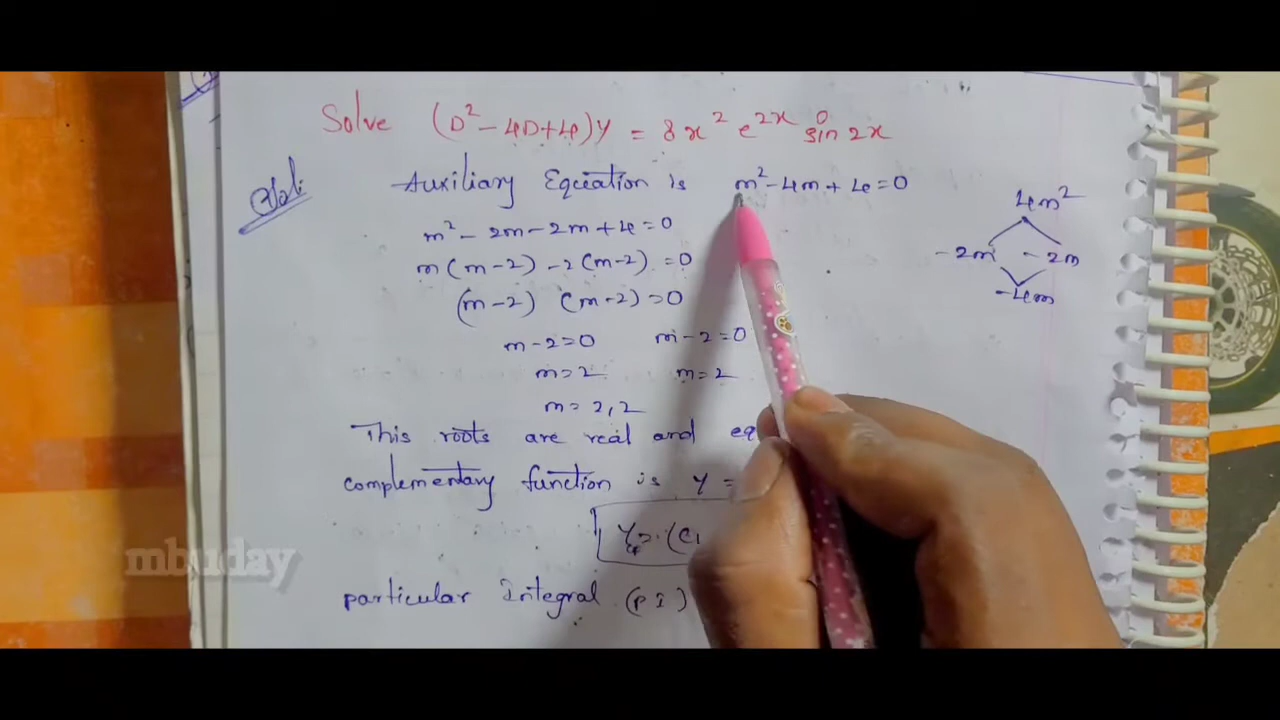 Solve (D² - 4D + 4)y = 8x² e^2x sin 2x
Sol:
Auxiliary Equation is m² - 4m + 4 = 0
4m²
m² - 2m - 2m + 4 = 0
-2m -2m
m(m-2) -2(m-2) = 0
-4m
(m-2) (m-2) = 0
m-2=0 m-2=0
m=2 m=2
m = 2,2
This roots are real and
complementary function is y =
y = (c1
mbuday
particular Integral (P I)